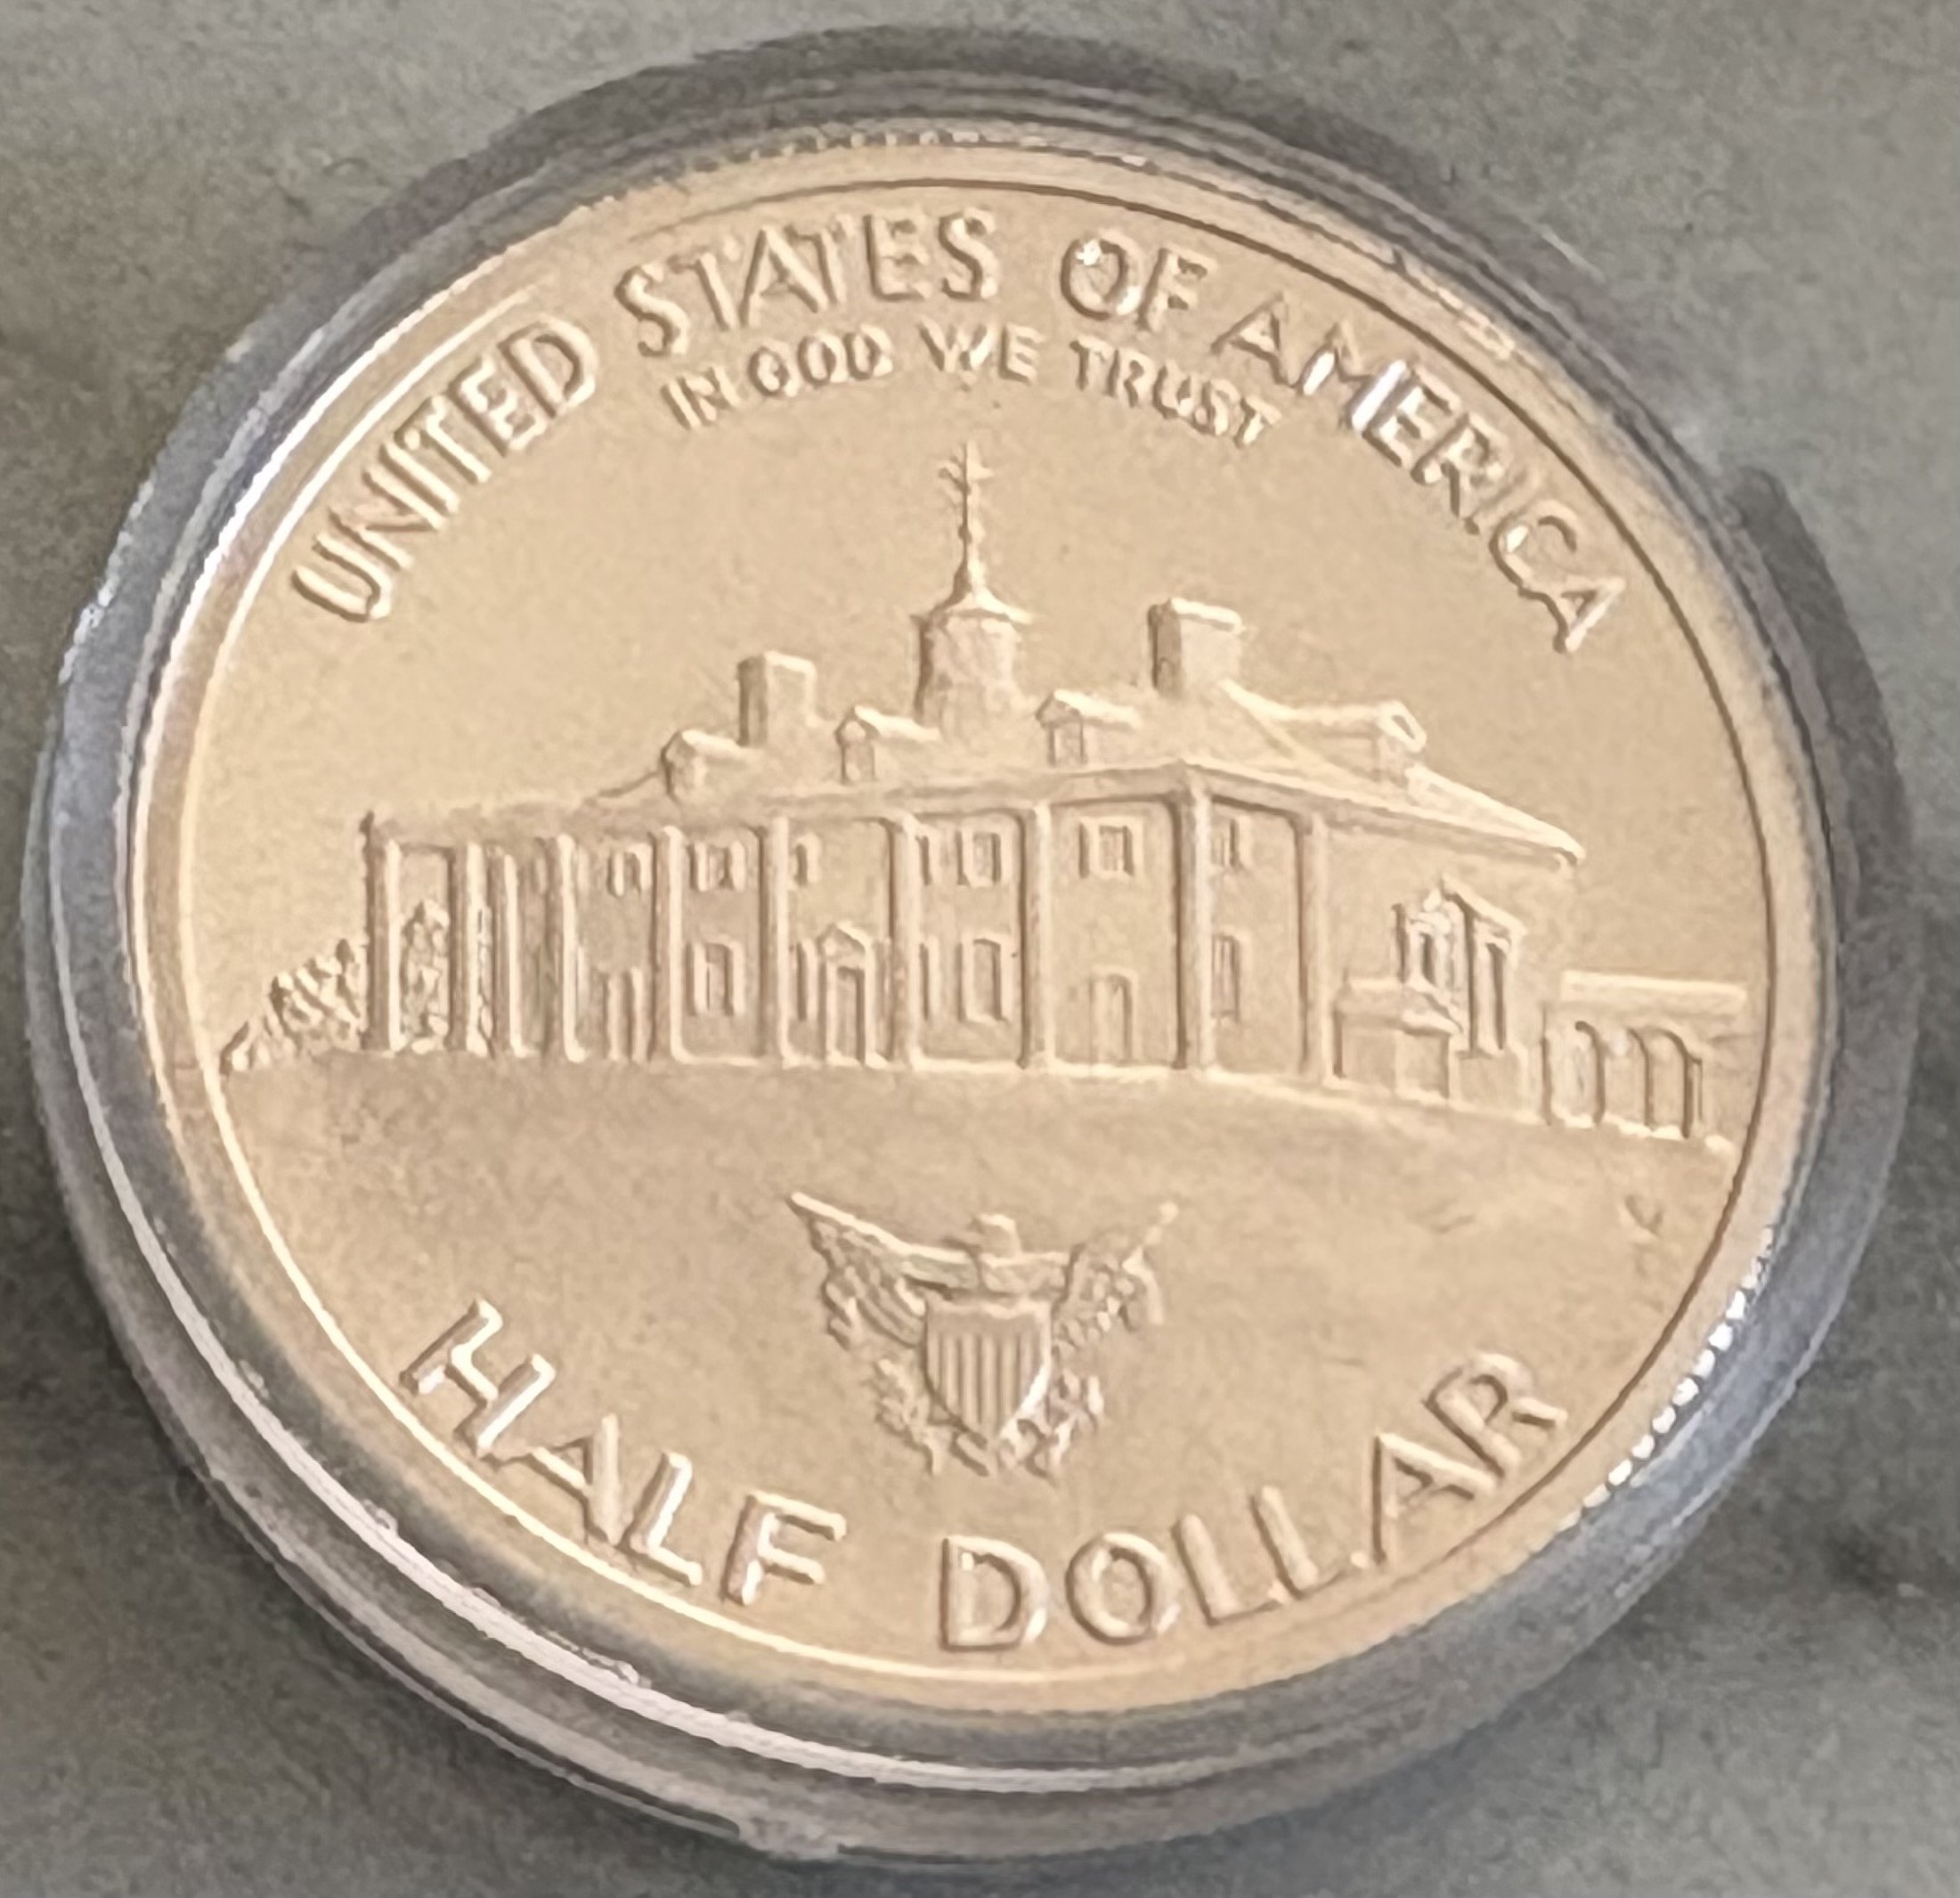 UNITED STATES OF AMERICA
IN GOD WE TRUST
HALF DOLLAR